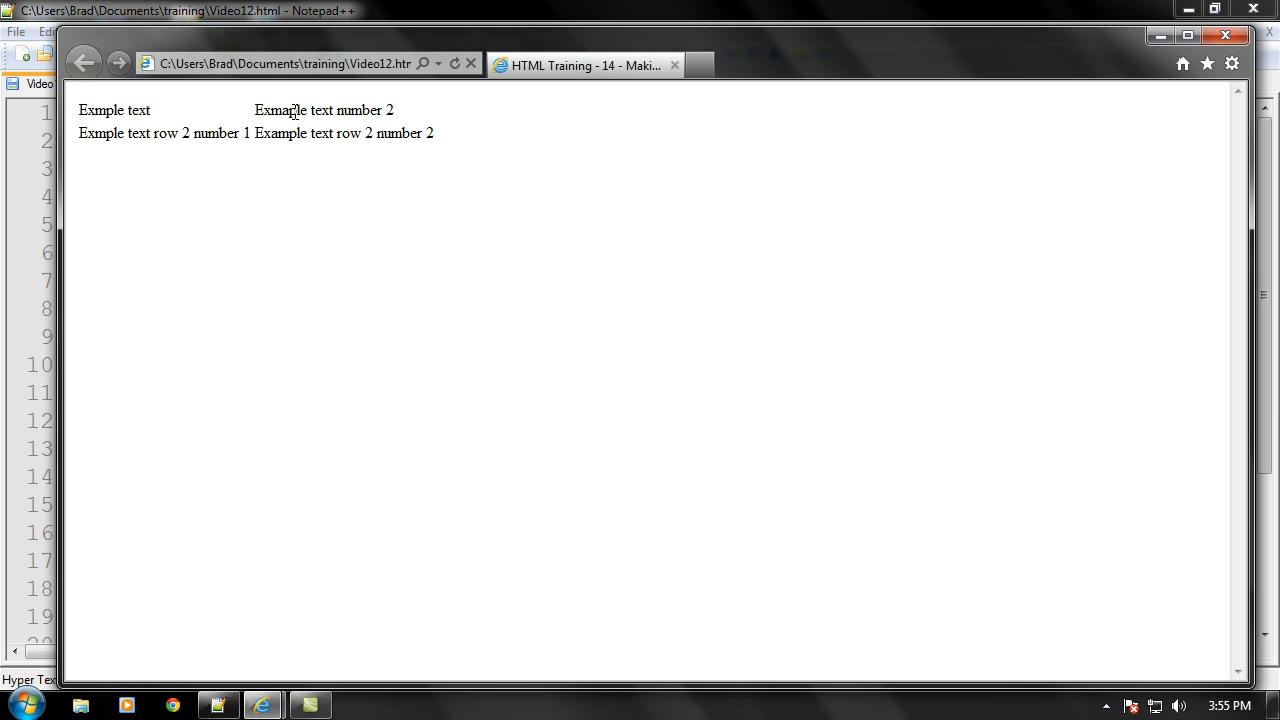 C:\Users\Brad\Documents\training\Video12.html - Notepad++
File
C:\Users\Brad\Documents\training\Video12.htr
HTML Training - 14 - Maki...
Video
Exmple text Exmaple text number 2
Exmple text row 2 number 1 Example text row 2 number 2
1
2
3
4
5
6
7
8
9
10
11
12
13
14
15
16
17
18
19
20
Hyper Tex
3:55 PM